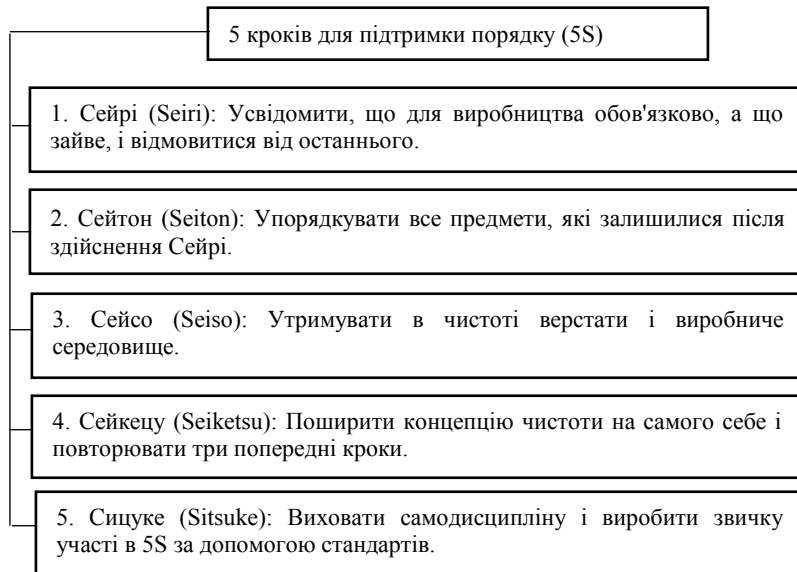 5 кроків для підтримки порядку (5S)
1. Сейрі (Seiri): Усвідомити, що для виробництва обов'язково, а що
зайве, і відмовитися від останнього.
2. Сейтон (Seiton): Упорядкувати все предмети, які залишилися після
здійснення Сейрі.
3. Сейсо (Seiso): Утримувати в чистоті верстати і виробниче
середовище.
4. Сейкецу (Seiketsu): Поширити концепцію чистоти на самого себе і
повторювати три попередні кроки.
5. Сицуке (Sitsuke): Виховати самодисципліну і виробити звичку
участі в 5S за допомогою стандартів.